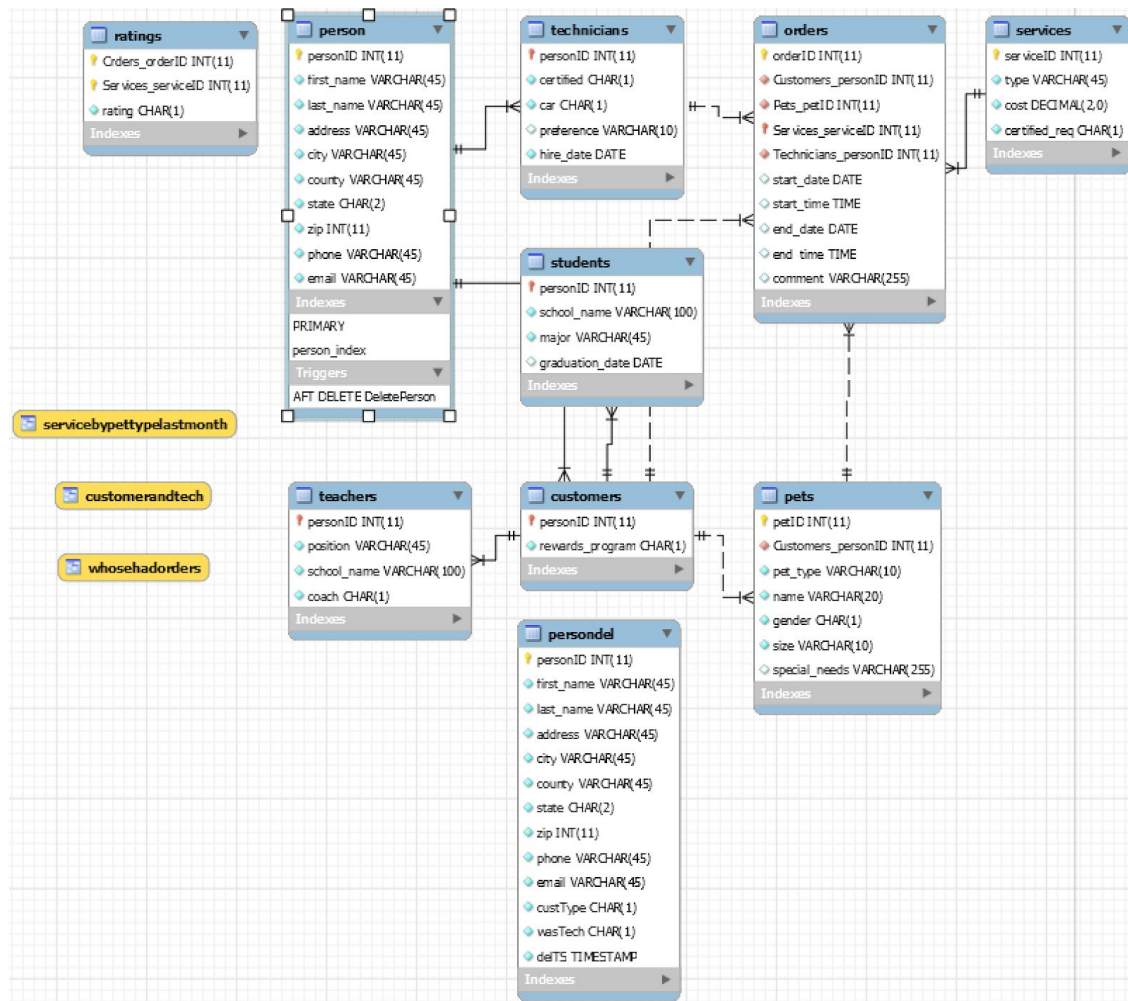 ratings
Orders_orderID INT(11)
Services_serviceID INT(11)
rating CHAR(1)
Indexes
person
personID INT(11)
first_name VARCHAR(45)
last_name VARCHAR(45)
address VARCHAR(45)
city VARCHAR(45)
county VARCHAR(45)
state CHAR(2)
zip INT(11)
phone VARCHAR(45)
email VARCHAR(45)
Indexes
PRIMARY
person_index
Triggers
AFT DELETE DeletePerson
technicians
personID INT(11)
certified CHAR(1)
car CHAR(1)
preference VARCHAR(10)
hire_date DATE
Indexes
orders
orderID INT(11)
Customers_personID INT(11)
Pets_petID INT(11)
Services_serviceID INT(11)
Technicians_personID INT(11)
start_date DATE
start_time TIME
end_date DATE
end_time TIME
comment VARCHAR(255)
Indexes
services
serviceID INT(11)
type VARCHAR(45)
cost DECIMAL(2,0)
certified_req CHAR(1)
Indexes
students
personID INT(11)
school_name VARCHAR(100)
major VARCHAR(45)
graduation_date DATE
Indexes
servicebypettypelastmonth
customerandtech
whosehadorders
teachers
personID INT(11)
position VARCHAR(45)
school_name VARCHAR(100)
coach CHAR(1)
Indexes
customers
personID INT(11)
rewards_program CHAR(1)
Indexes
pets
petID INT(11)
Customers_personID INT(11)
pet_type VARCHAR(10)
name VARCHAR(20)
gender CHAR(1)
size VARCHAR(10)
special_needs VARCHAR(255)
Indexes
persondel
personID INT(11)
first_name VARCHAR(45)
last_name VARCHAR(45)
address VARCHAR(45)
city VARCHAR(45)
county VARCHAR(45)
state CHAR(2)
zip INT(11)
phone VARCHAR(45)
email VARCHAR(45)
custType CHAR(1)
wasTech CHAR(1)
delTS TIMESTAMP
Indexes